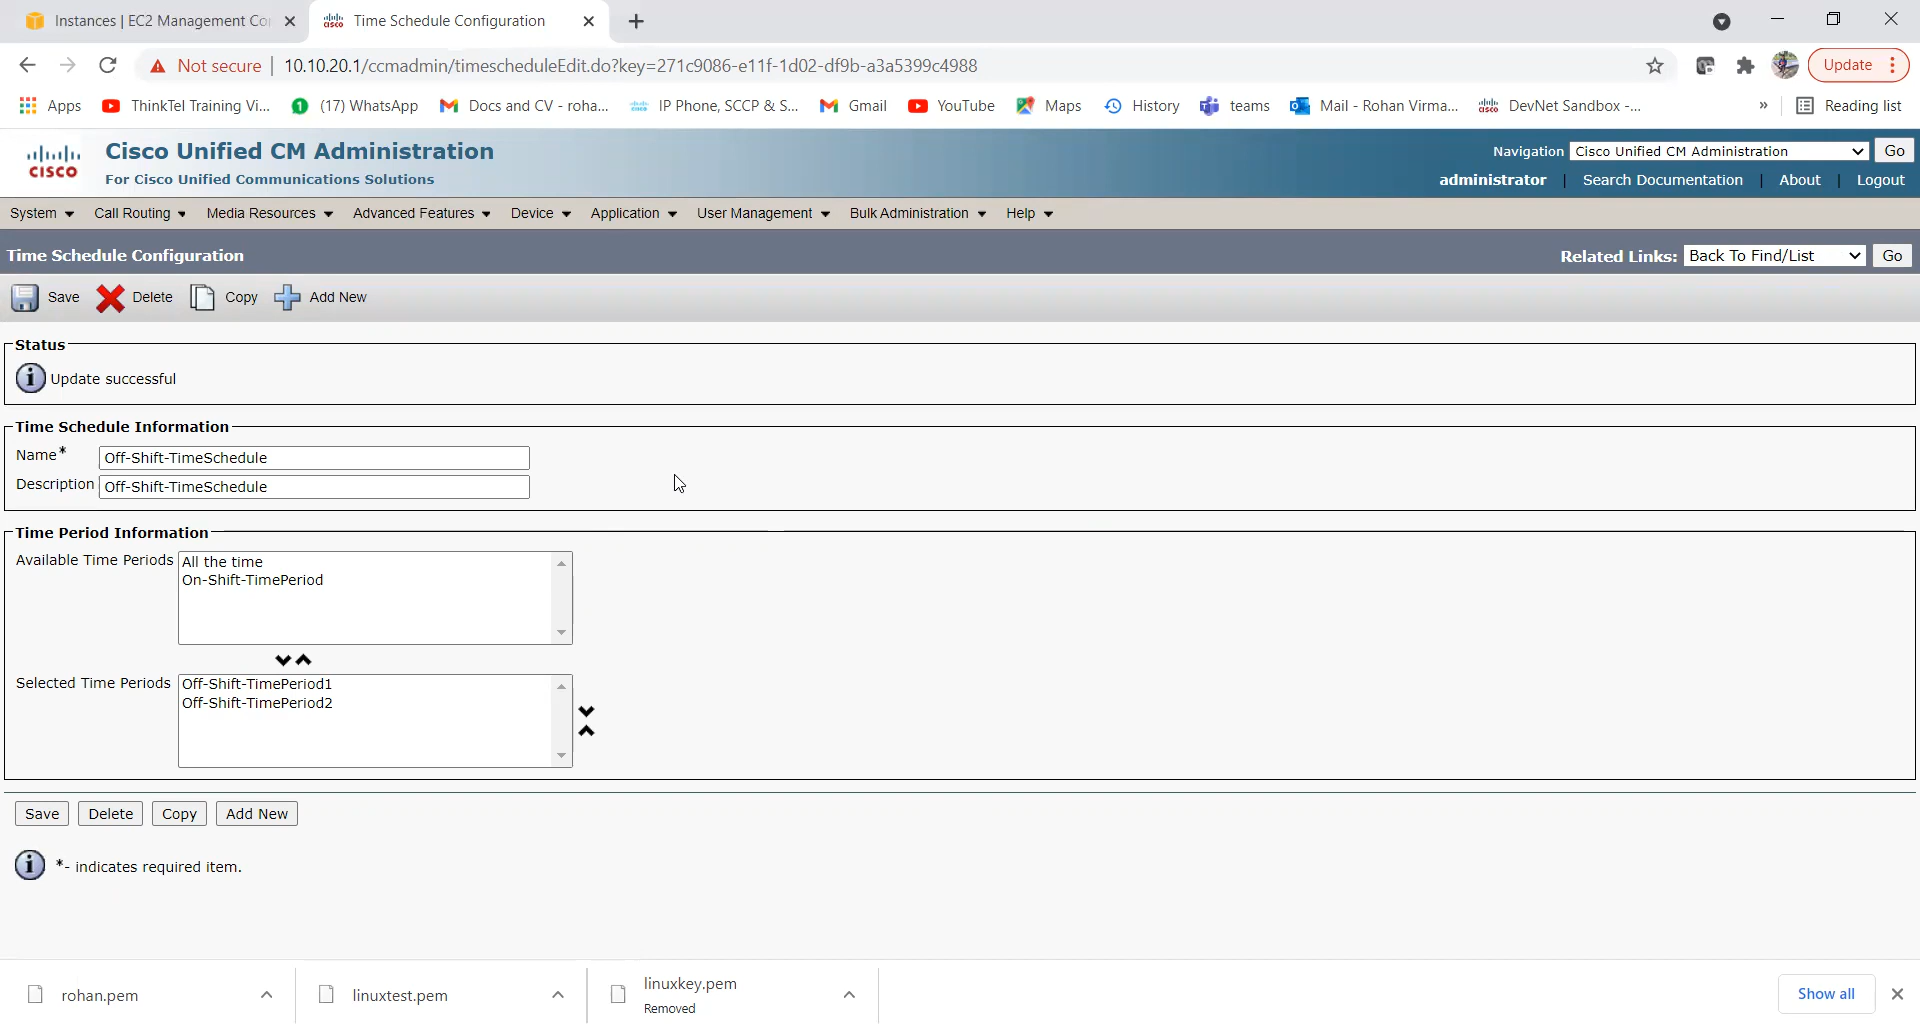 Instances | EC2 Management Co
Time Schedule Configuration
Not secure | 10.10.20.1/ccmadmin/timescheduleEdit.do?key=271c9086-e11f-1d02-df9b-a3a5399c4988
Update
Apps ThinkTel Training Vi... (17) WhatsApp Docs and CV - roha... IP Phone, SCCP & S... Gmail YouTube Maps History teams Mail - Rohan Virma... DevNet Sandbox -... » Reading list
CISCO
Cisco Unified CM Administration
For Cisco Unified Communications Solutions
Navigation Cisco Unified CM Administration Go
administrator | Search Documentation | About | Logout
System Call Routing Media Resources Advanced Features Device Application User Management Bulk Administration Help
Time Schedule Configuration
Related Links: Back To Find/List Go
Save Delete Copy Add New
Status
Update successful
Time Schedule Information
Name* Off-Shift-TimeSchedule
Description Off-Shift-TimeSchedule
Time Period Information
Available Time Periods All the time
On-Shift-TimePeriod
Selected Time Periods Off-Shift-TimePeriod1
Off-Shift-TimePeriod2
Save Delete Copy Add New
*- indicates required item.
rohan.pem
linuxtest.pem
linuxkey.pem
Removed
Show all